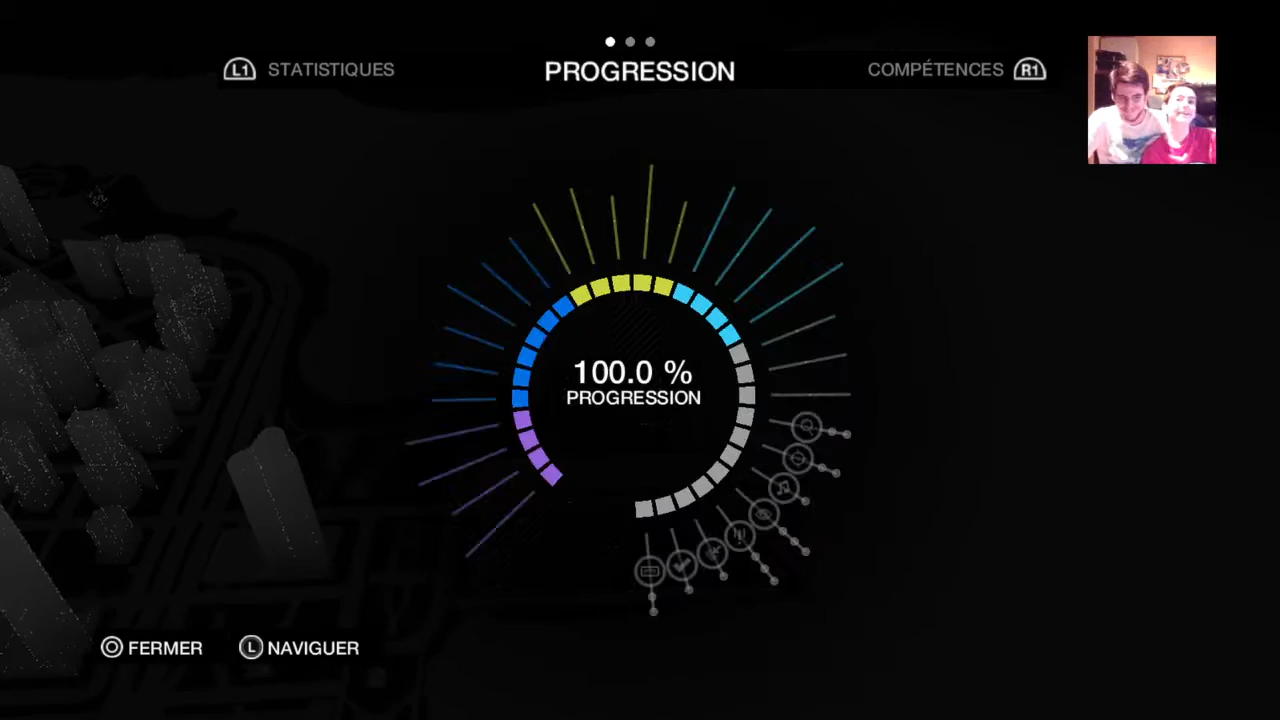 L1 STATISTIQUES
PROGRESSION
COMPÉTENCES R1
100.0 %
PROGRESSION
FERMER
L NAVIGUER